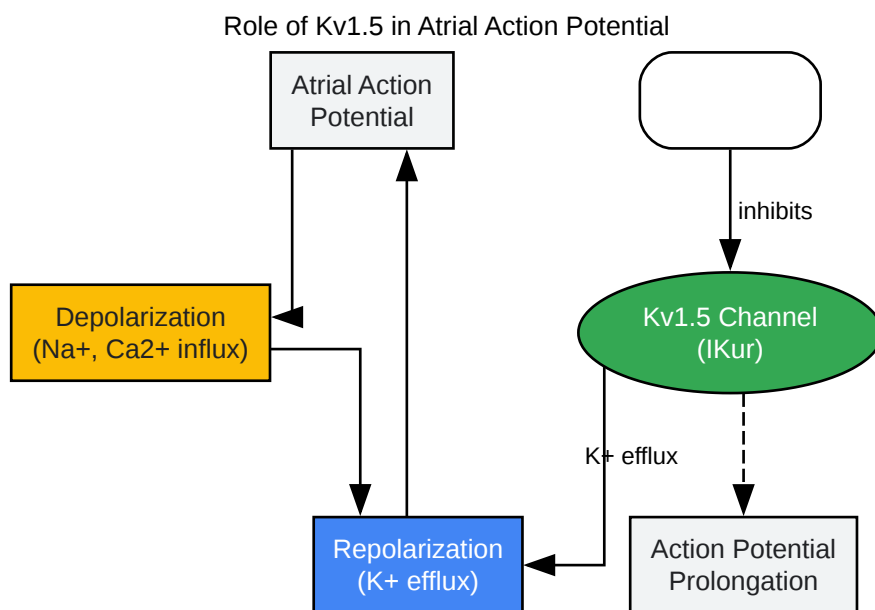 Role of Kv1.5 in Atrial Action Potential
Atrial Action
Potential
inhibits
Depolarization
(Na+, Ca2+ influx)
Kv1.5 Channel
(IKur)
K+ efflux
Repolarization
(K+ efflux)
Action Potential
Prolongation